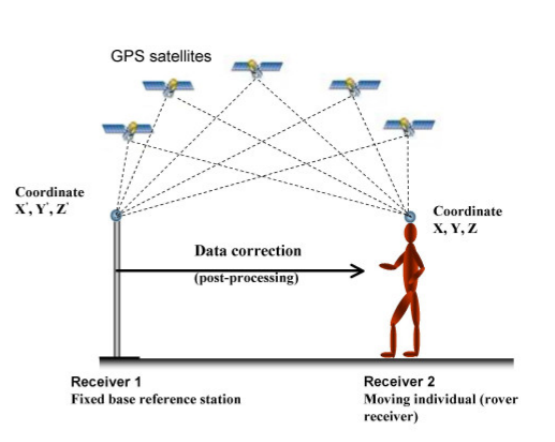 GPS satellites
Coordinate
X', Y', Z'
Coordinate
X, Y, Z
Data correction
(post-processing)
Receiver 1
Fixed base reference station
Receiver 2
Moving individual (rover
receiver)